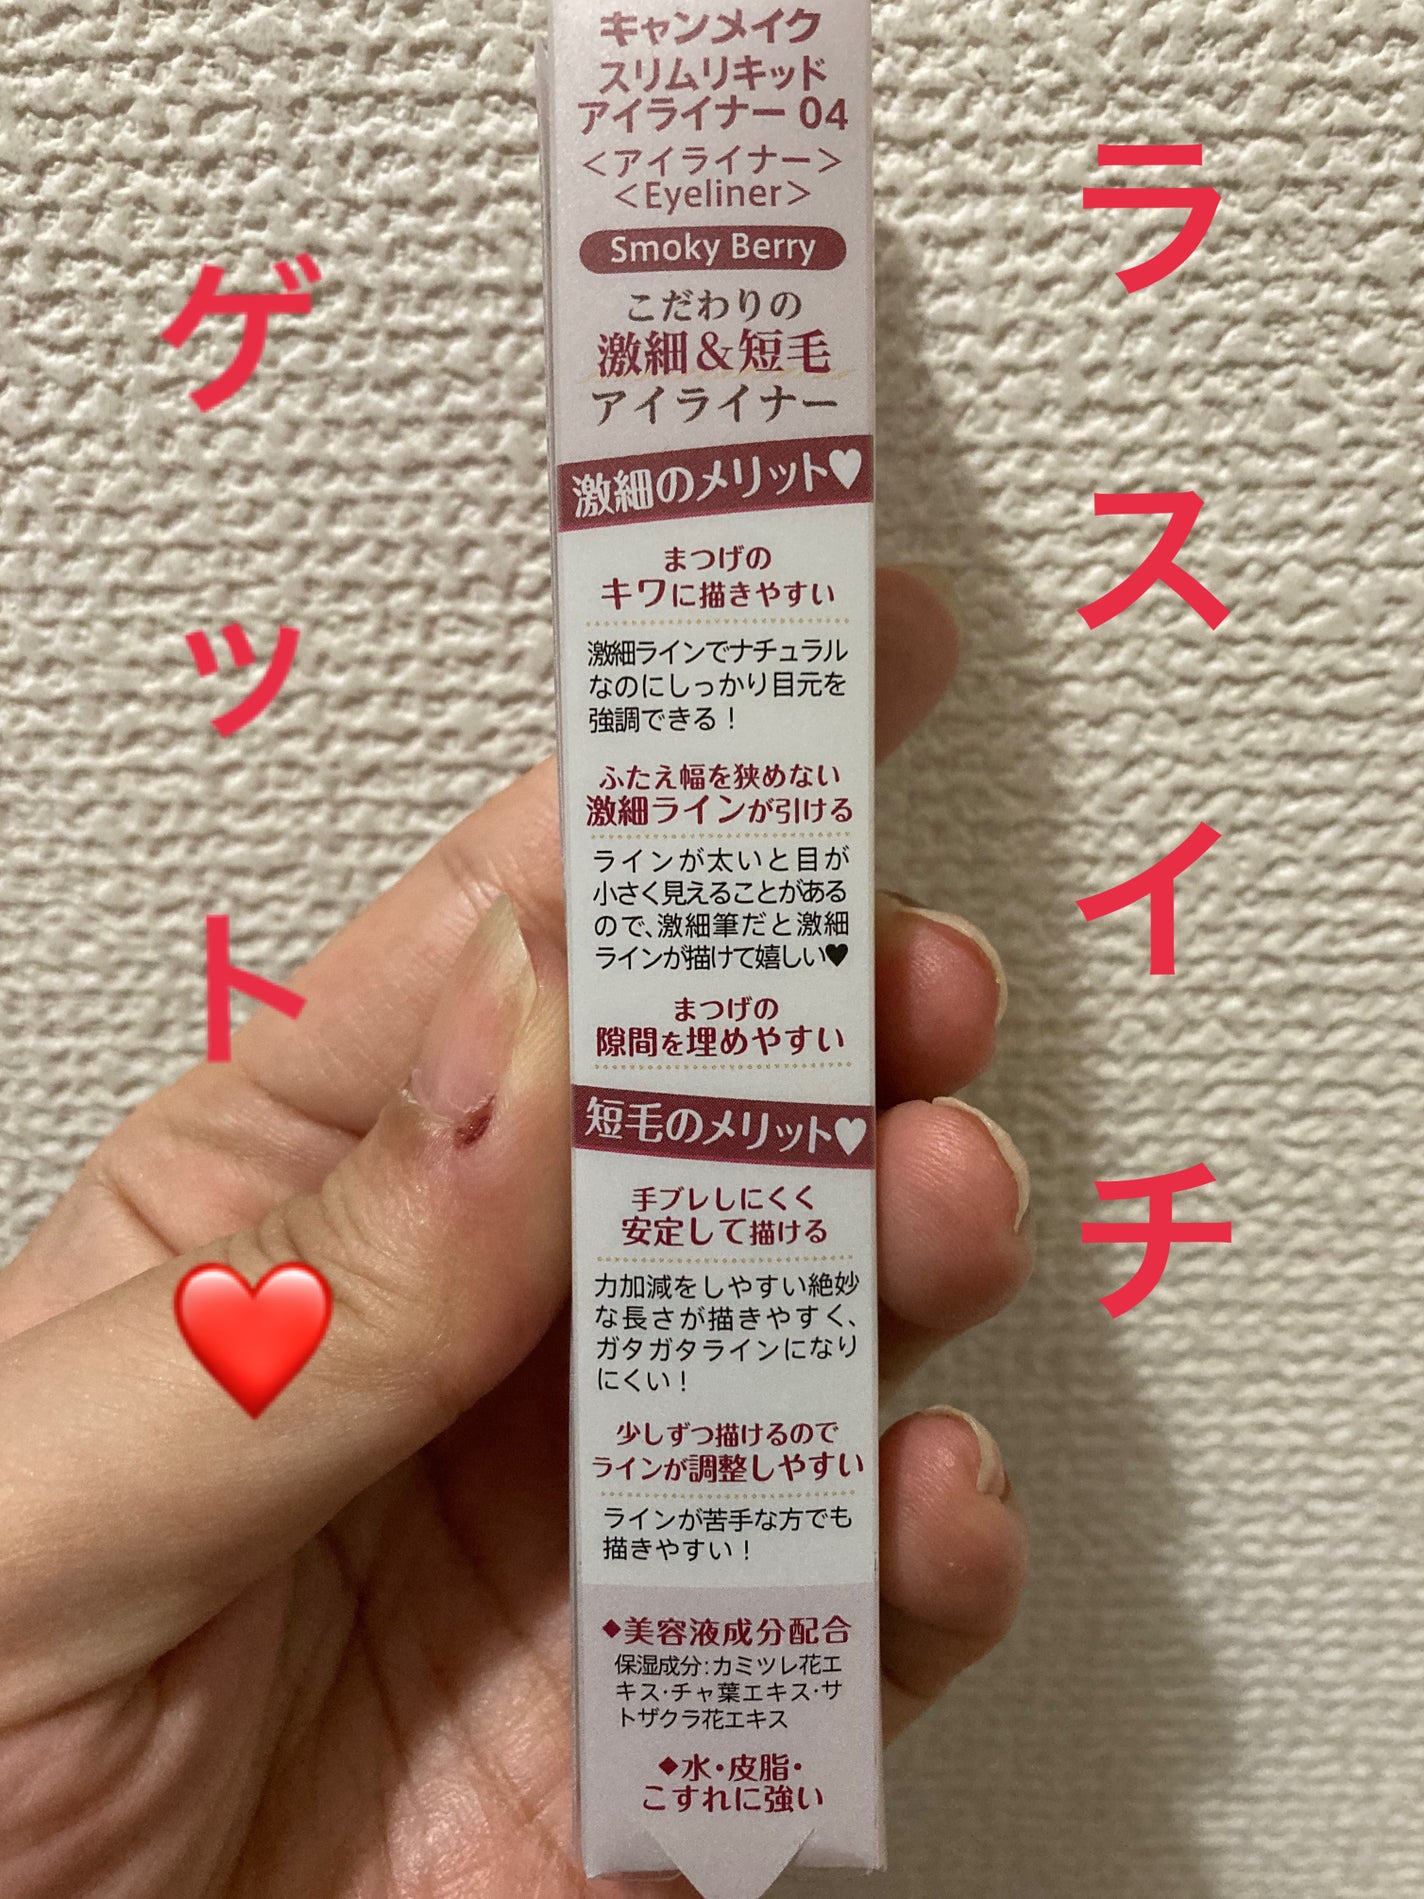 ラスイチ
ゲット❤️
キャンメイク
スリムリキッド
アイライナー 04
＜アイライナー＞
＜Eyeliner＞
Smoky Berry
こだわりの
激細＆短毛
アイライナー
激細のメリット♥
まつげの
キワに描きやすい
激細ラインでナチュラル
なのにしっかり目元を
強調できる！
ふたえ幅を狭めない
激細ラインが引ける
ラインが太いと目が
小さく見えることがある
ので、激細筆だと激細
ラインが描けて嬉しい♥
まつげの
隙間を埋めやすい
短毛のメリット♥
手ブレしにくく
安定して描ける
力加減をしやすい絶妙
な長さが描きやすく、
ガタガタラインになり
にくい！
少しずつ描けるので
ラインが調整しやすい
ラインが苦手な方でも
描きやすい！
◆美容液成分配合
保湿成分：カミツレ花エ
キス・チャ葉エキス・サ
トザクラ花エキス
◆水・皮脂・
こすれに強い